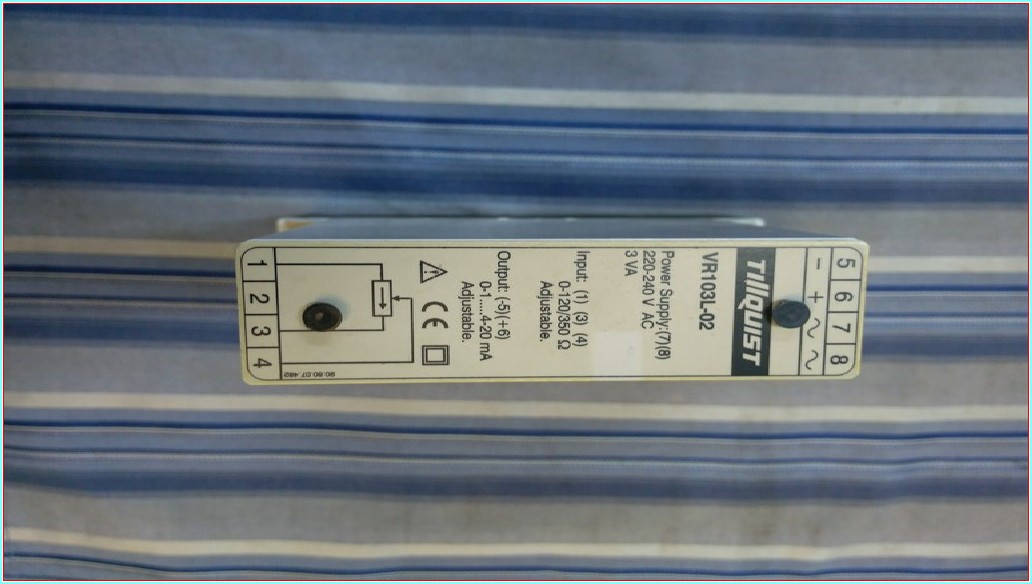 5 6 7 8
− + ∿ ∿
TILLQUIST
VR103L-02
Power Supply:(7)(8)
220-240 V AC
3 VA
Input: (1) (3) (4)
0-120/350 Ω
Adjustable.
Output: (-5)(+6)
0-1.....4-20 mA
Adjustable.
CE
1 2 3 4